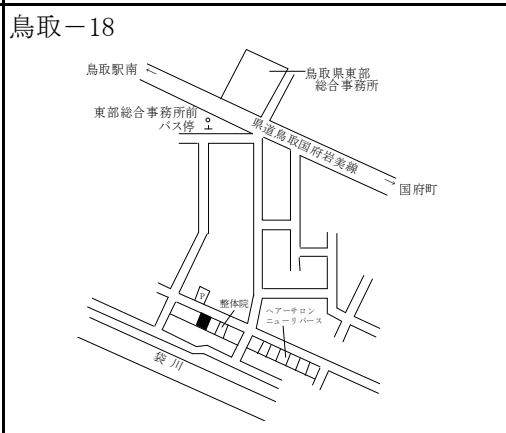 鳥取－18
鳥取駅南 ←
鳥取県東部
総合事務所
東部総合事務所前
バス停
県道鳥取国府岩美線
→
国府町
P
整体院
ヘアーサロン
ニューリバース
袋川